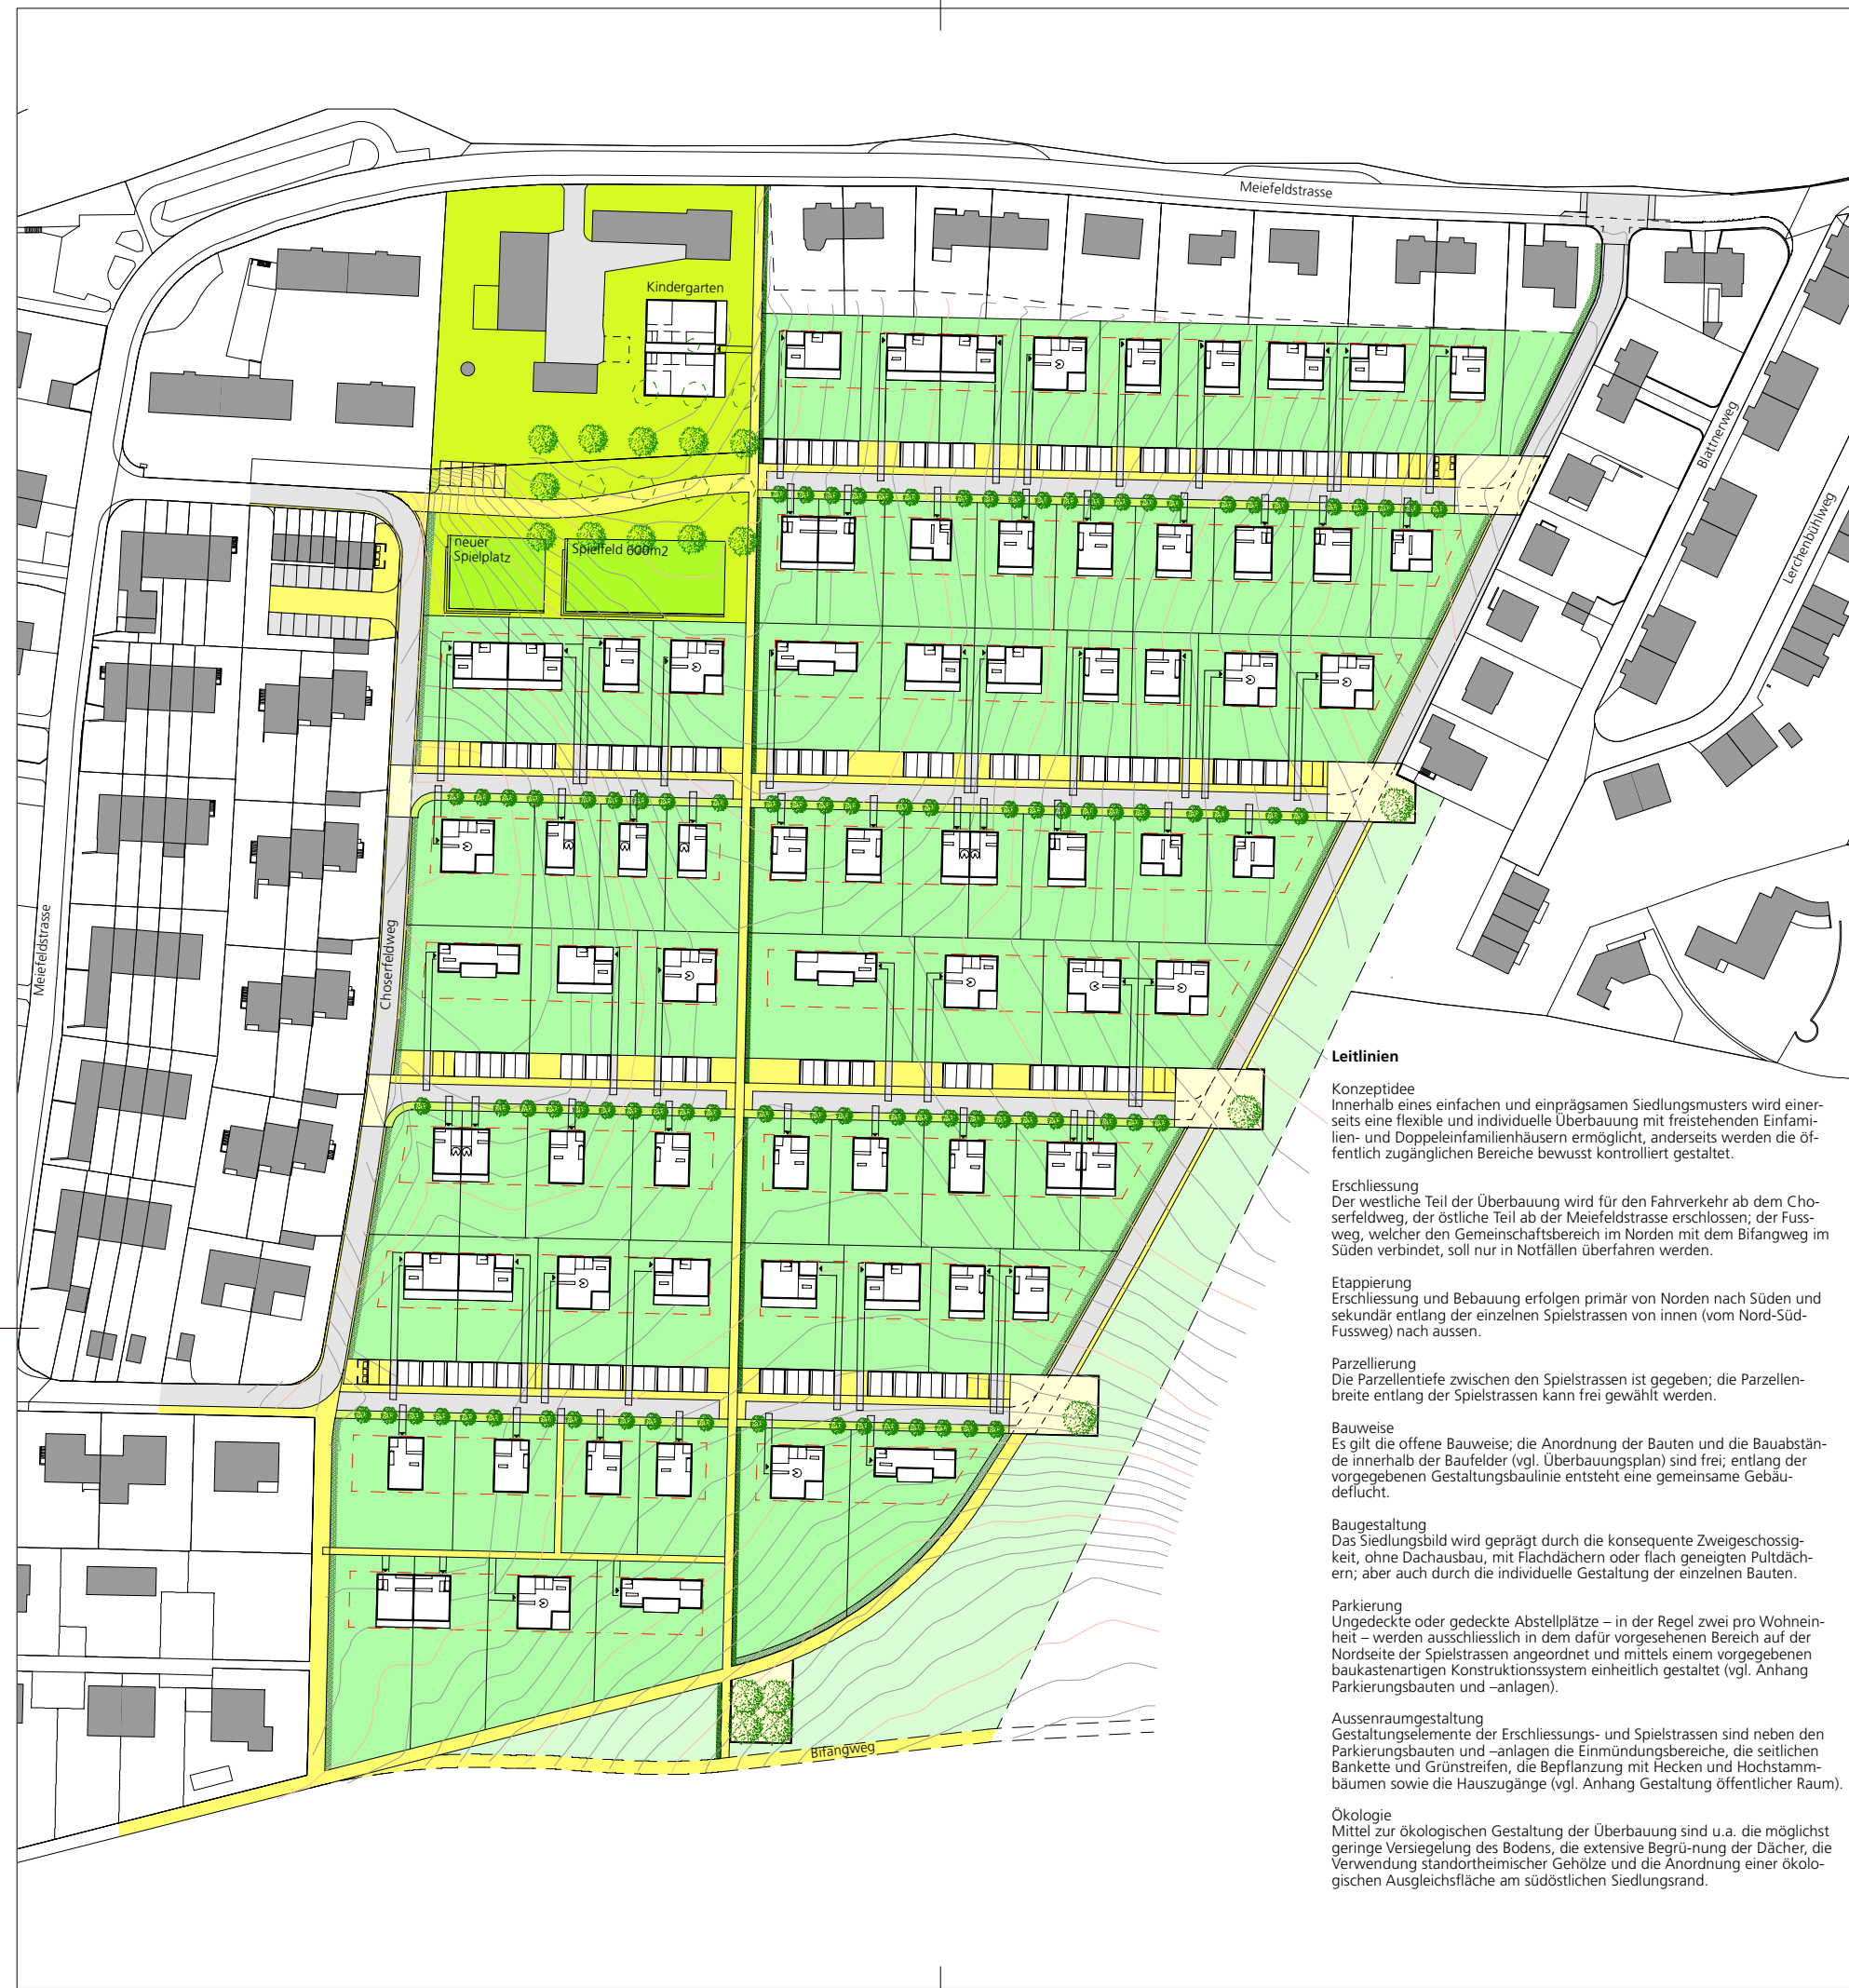 Meiefeldstrasse
Kindergarten
Blattnerweg
Lerchenbühlweg
neuer
Spielplatz
Spielfeld 600m2
Meiefeldstrasse
Choserfeldweg
Bifangweg
Leitlinien
Konzeptidee
Innerhalb eines einfachen und einprägsamen Siedlungsmusters wird einer-
seits eine flexible und individuelle Überbauung mit freistehenden Einfami-
lien- und Doppeleinfamilienhäusern ermöglicht, anderseits werden die öf-
fentlich zugänglichen Bereiche bewusst kontrolliert gestaltet.
Erschliessung
Der westliche Teil der Überbauung wird für den Fahrverkehr ab dem Cho-
serfeldweg, der östliche Teil ab der Meiefeldstrasse erschlossen; der Fuss-
weg, welcher den Gemeinschaftsbereich im Norden mit dem Bifangweg im
Süden verbindet, soll nur in Notfällen überfahren werden.
Etappierung
Erschliessung und Bebauung erfolgen primär von Norden nach Süden und
sekundär entlang der einzelnen Spielstrassen von innen (vom Nord-Süd-
Fussweg) nach aussen.
Parzellierung
Die Parzellentiefe zwischen den Spielstrassen ist gegeben; die Parzellen-
breite entlang der Spielstrassen kann frei gewählt werden.
Bauweise
Es gilt die offene Bauweise; die Anordnung der Bauten und die Bauabstän-
de innerhalb der Baufelder (vgl. Überbauungsplan) sind frei; entlang der
vorgegebenen Gestaltungsbaulinie entsteht eine gemeinsame Gebäu-
deflucht.
Baugestaltung
Das Siedlungsbild wird geprägt durch die konsequente Zweigeschossig-
keit, ohne Dachausbau, mit Flachdächern oder flach geneigten Pultdäch-
ern; aber auch durch die individuelle Gestaltung der einzelnen Bauten.
Parkierung
Ungedeckte oder gedeckte Abstellplätze – in der Regel zwei pro Wohnein-
heit – werden ausschliesslich in dem dafür vorgesehenen Bereich auf der
Nordseite der Spielstrassen angeordnet und mittels einem vorgegebenen
baukastenartigen Konstruktionssystem einheitlich gestaltet (vgl. Anhang
Parkierungsbauten und –anlagen).
Aussenraumgestaltung
Gestaltungselemente der Erschliessungs- und Spielstrassen sind neben den
Parkierungsbauten und –anlagen die Einmündungsbereiche, die seitlichen
Bankette und Grünstreifen, die Bepflanzung mit Hecken und Hochstamm-
bäumen sowie die Hauszugänge (vgl. Anhang Gestaltung öffentlicher Raum).
Ökologie
Mittel zur ökologischen Gestaltung der Überbauung sind u.a. die möglichst
geringe Versiegelung des Bodens, die extensive Begrü-nung der Dächer, die
Verwendung standortheimischer Gehölze und die Anordnung einer ökolo-
gischen Ausgleichsfläche am südöstlichen Siedlungsrand.